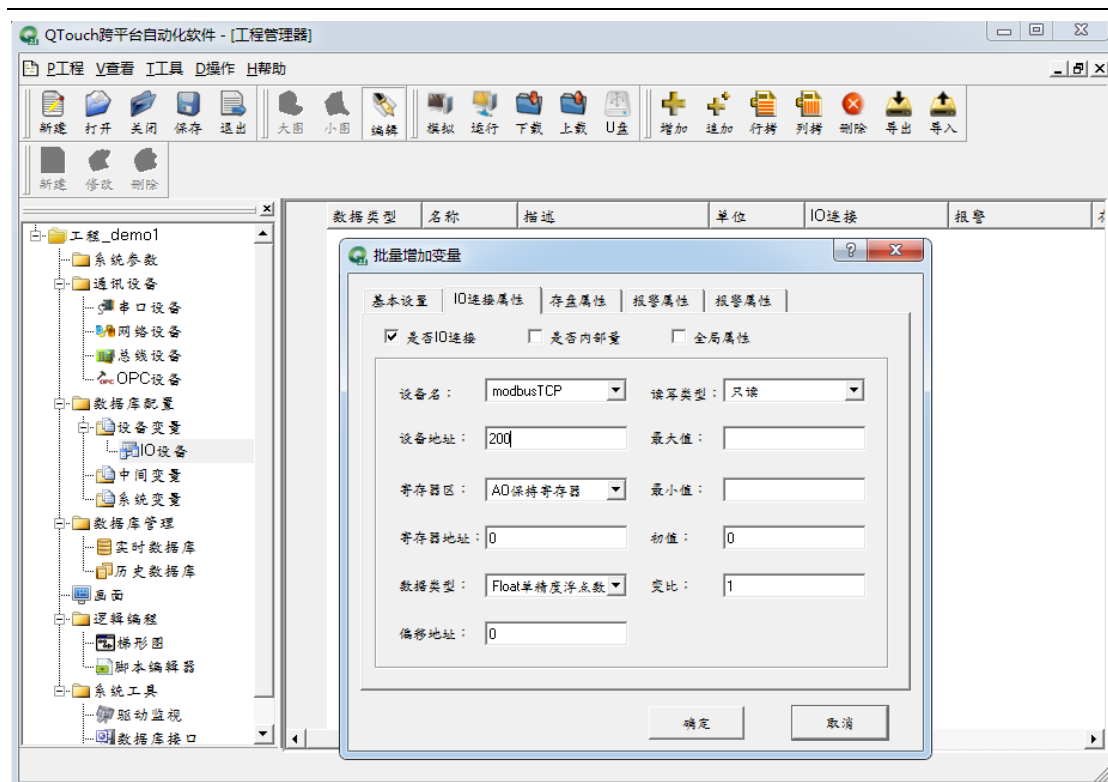 QTouch跨平台自动化软件 - [工程管理器]
P工程 V查看 T工具 D操作 H帮助
新建 打开 关闭 保存 退出 大图 小图 编辑 模拟 运行 下载 上载 U盘 增加 追加 行拷 列拷 删除 导出 导入
新建 修改 删除
数据类型 名称 描述 单位 IO连接 报警
工程_demo1
系统参数
通讯设备
串口设备
网络设备
总线设备
OPC设备
数据库配置
设备变量
IO设备
中间变量
系统变量
数据库管理
实时数据库
历史数据库
画面
逻辑编程
梯形图
脚本编辑器
系统工具
驱动监视
数据库接口
批量增加变量
基本设置 IO连接属性 存盘属性 报警属性 报警属性
是否IO连接 是否内部量 全局属性
设备名: modbusTCP 读写类型: 只读
设备地址: 200 最大值:
寄存器区: AO保持寄存器 最小值:
寄存器地址: 0 初值: 0
数据类型: Float单精度浮点数 变比: 1
偏移地址: 0
确定 取消